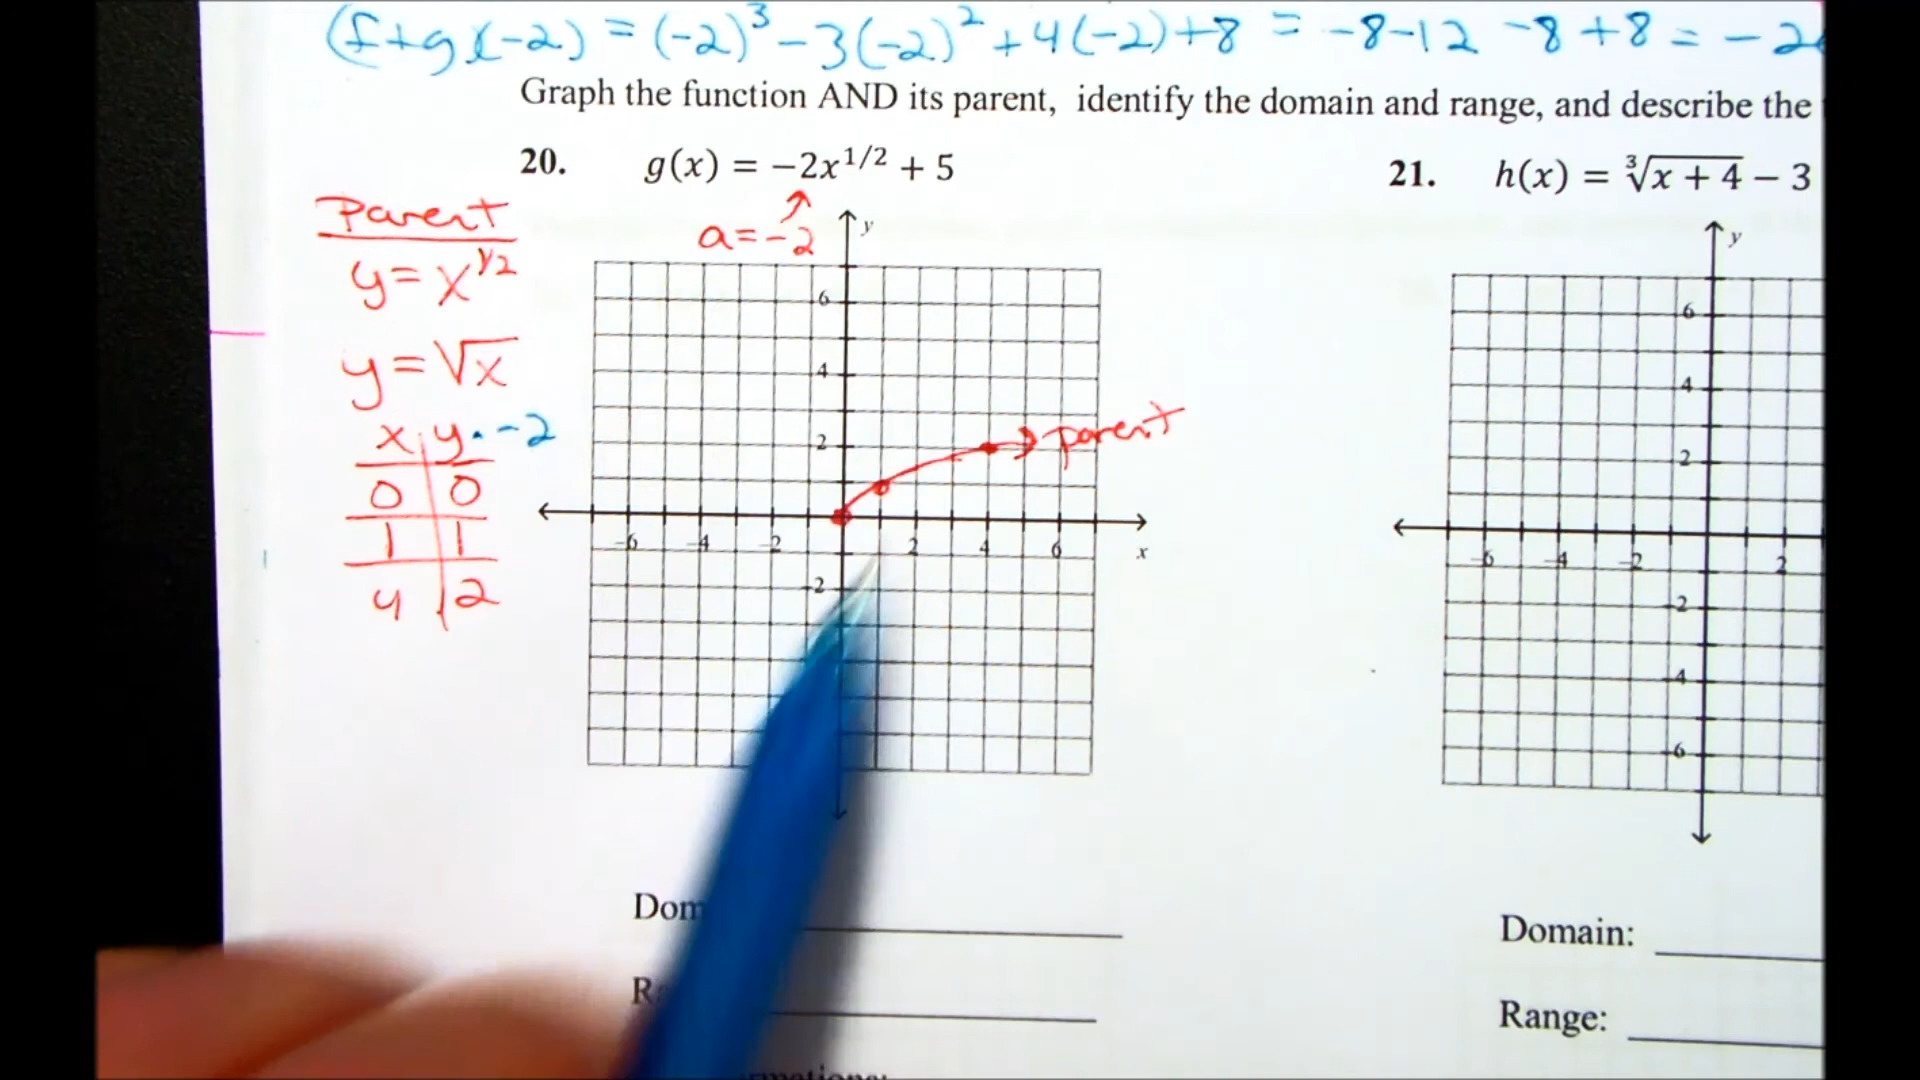 (f+g)(-2) = (-2)³ - 3(-2)² + 4(-2) + 8 = -8 - 12 - 8 + 8 = -2
Graph the function AND its parent, identify the domain and range, and describe the
20. g(x) = −2x^{1/2} + 5
21. h(x) = ∛(x + 4) − 3
Parent
a = -2
y = x^{1/2}
y = √x
x y · -2
0 0
1 1
4 2
y
6
4
2
-6 -4 -2 2 4 6 x
-2
parent
y
6
4
2
-6 -4 -2 2
-2
-4
-6
Domain:
Range: